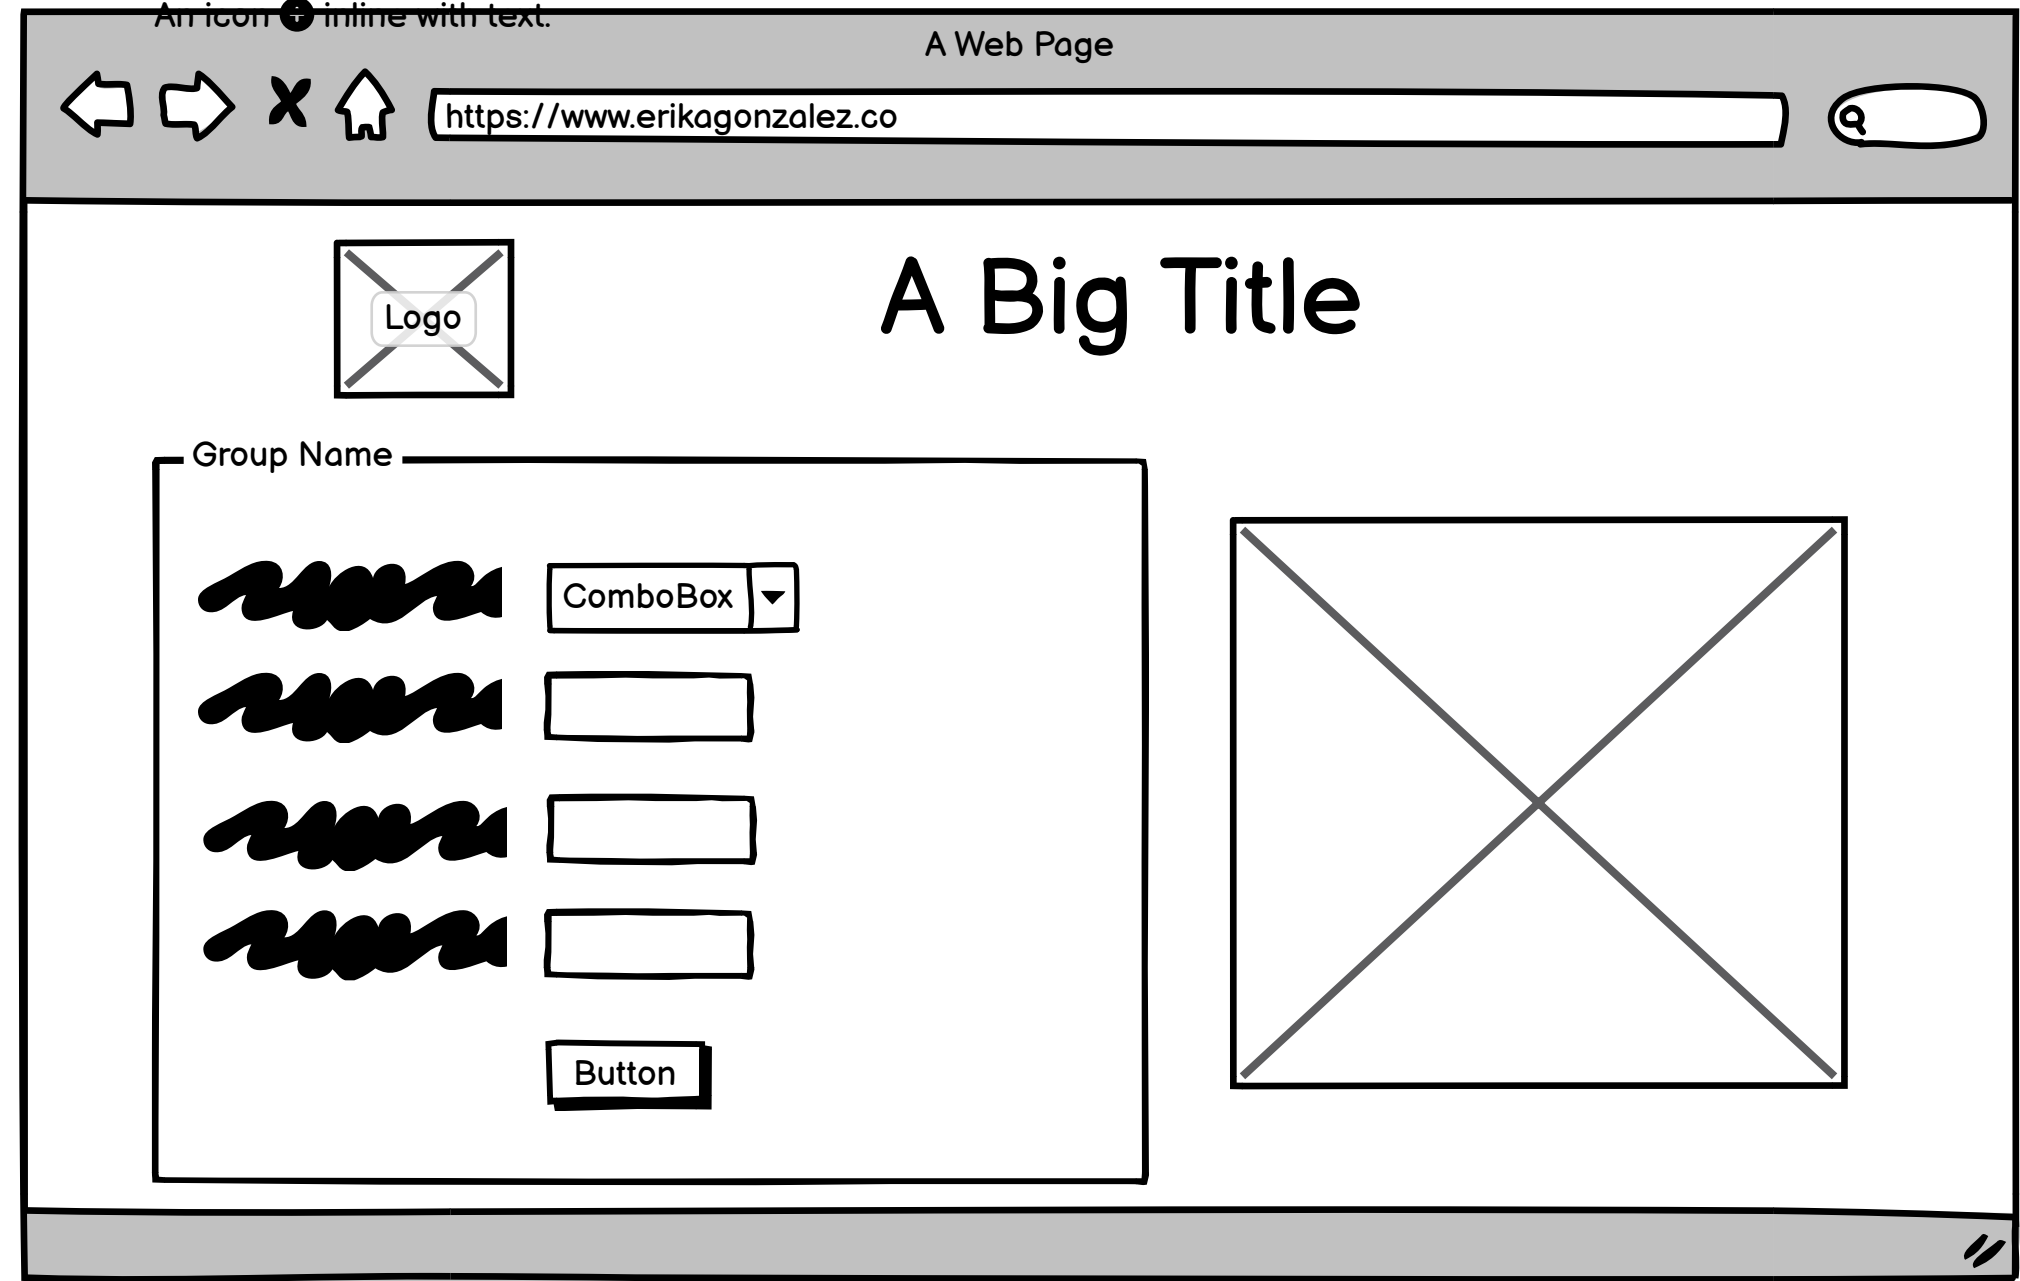 An icon inline with text.
A Web Page
https://www.erikagonzalez.co
Logo
A Big Title
Group Name
ComboBox
Button